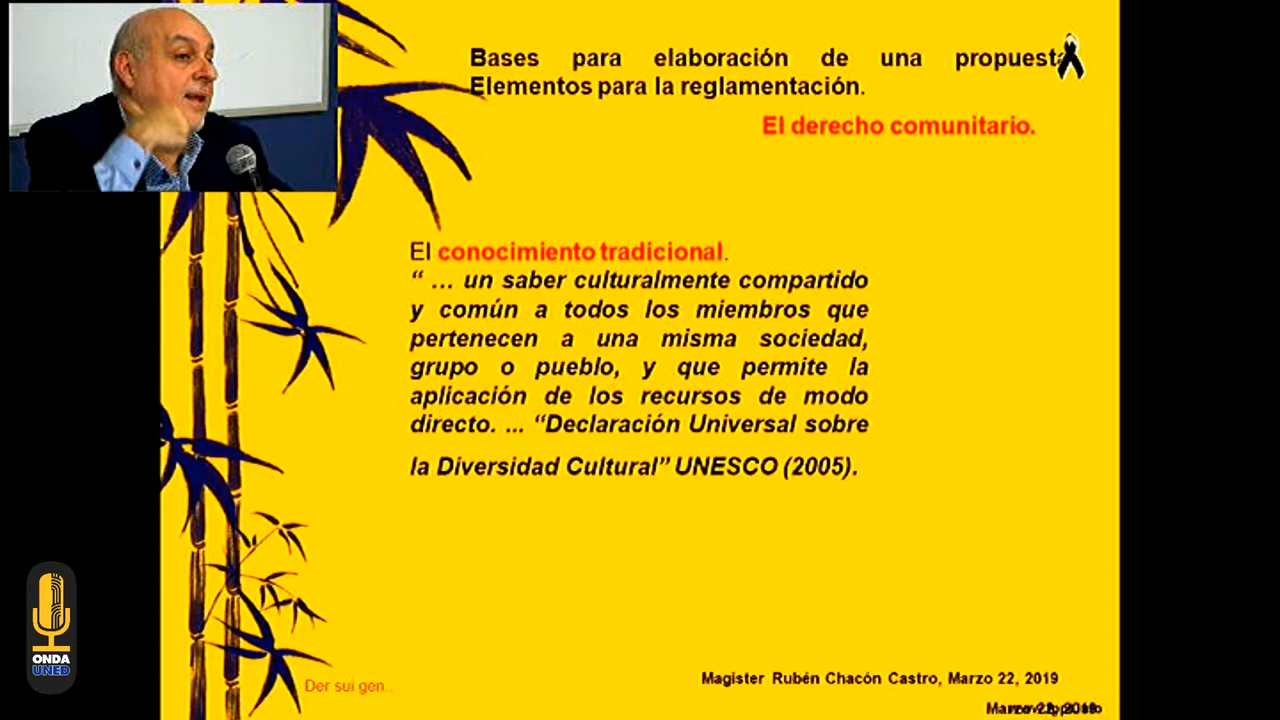 Bases para elaboración de una propuesta
Elementos para la reglamentación.
El derecho comunitario.
El conocimiento tradicional.
“ ... un saber culturalmente compartido
y común a todos los miembros que
pertenecen a una misma sociedad,
grupo o pueblo, y que permite la
aplicación de los recursos de modo
directo. ... “Declaración Universal sobre
la Diversidad Cultural” UNESCO (2005).
ONDA
UNED
Der sui gen..
Magister Rubén Chacón Castro, Marzo 22, 2019